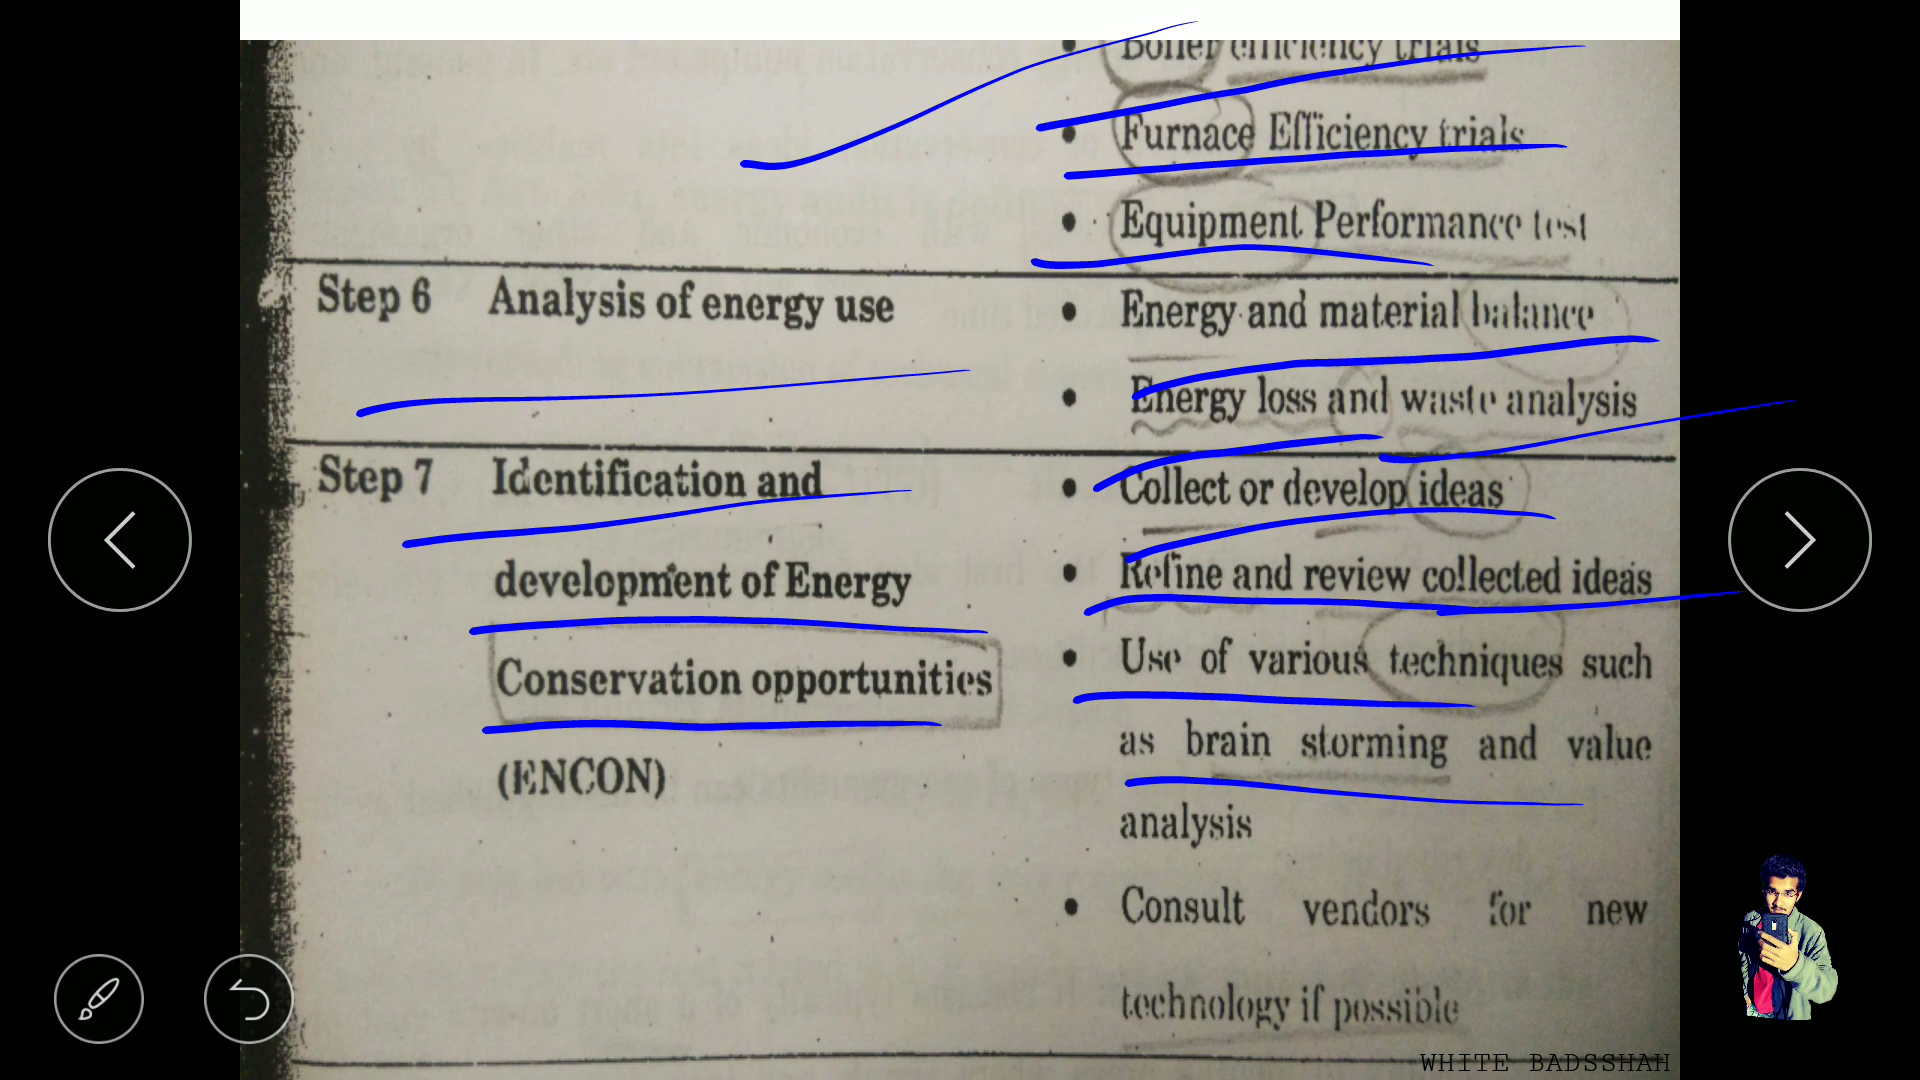 Boiler efficiency trials
Furnace Efficiency trials
Equipment Performance test
Step 6 Analysis of energy use
Energy and material balance
Energy loss and waste analysis
Step 7 Identification and
development of Energy
Conservation opportunities
(ENCON)
Collect or develop ideas
Refine and review collected ideas
Use of various techniques such
as brain storming and value
analysis
Consult vendors for new
technology if possible
WHITE BADSSHAH